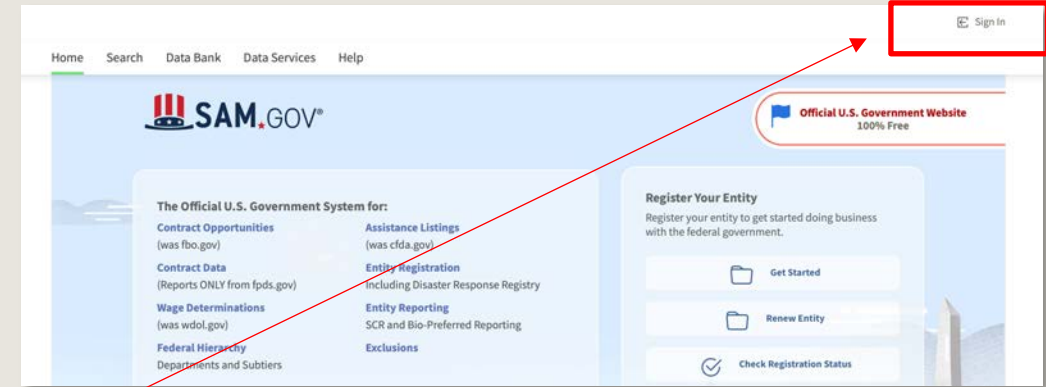 Sign In
Home Search Data Bank Data Services Help
SAM.GOV®
Official U.S. Government Website
100% Free
The Official U.S. Government System for:
Contract Opportunities
(was fbo.gov)
Contract Data
(Reports ONLY from fpds.gov)
Wage Determinations
(was wdol.gov)
Federal Hierarchy
Departments and Subtiers
Assistance Listings
(was cfda.gov)
Entity Registration
Including Disaster Response Registry
Entity Reporting
SCR and Bio-Preferred Reporting
Exclusions
Register Your Entity
Register your entity to get started doing business
with the federal government.
Get Started
Renew Entity
Check Registration Status